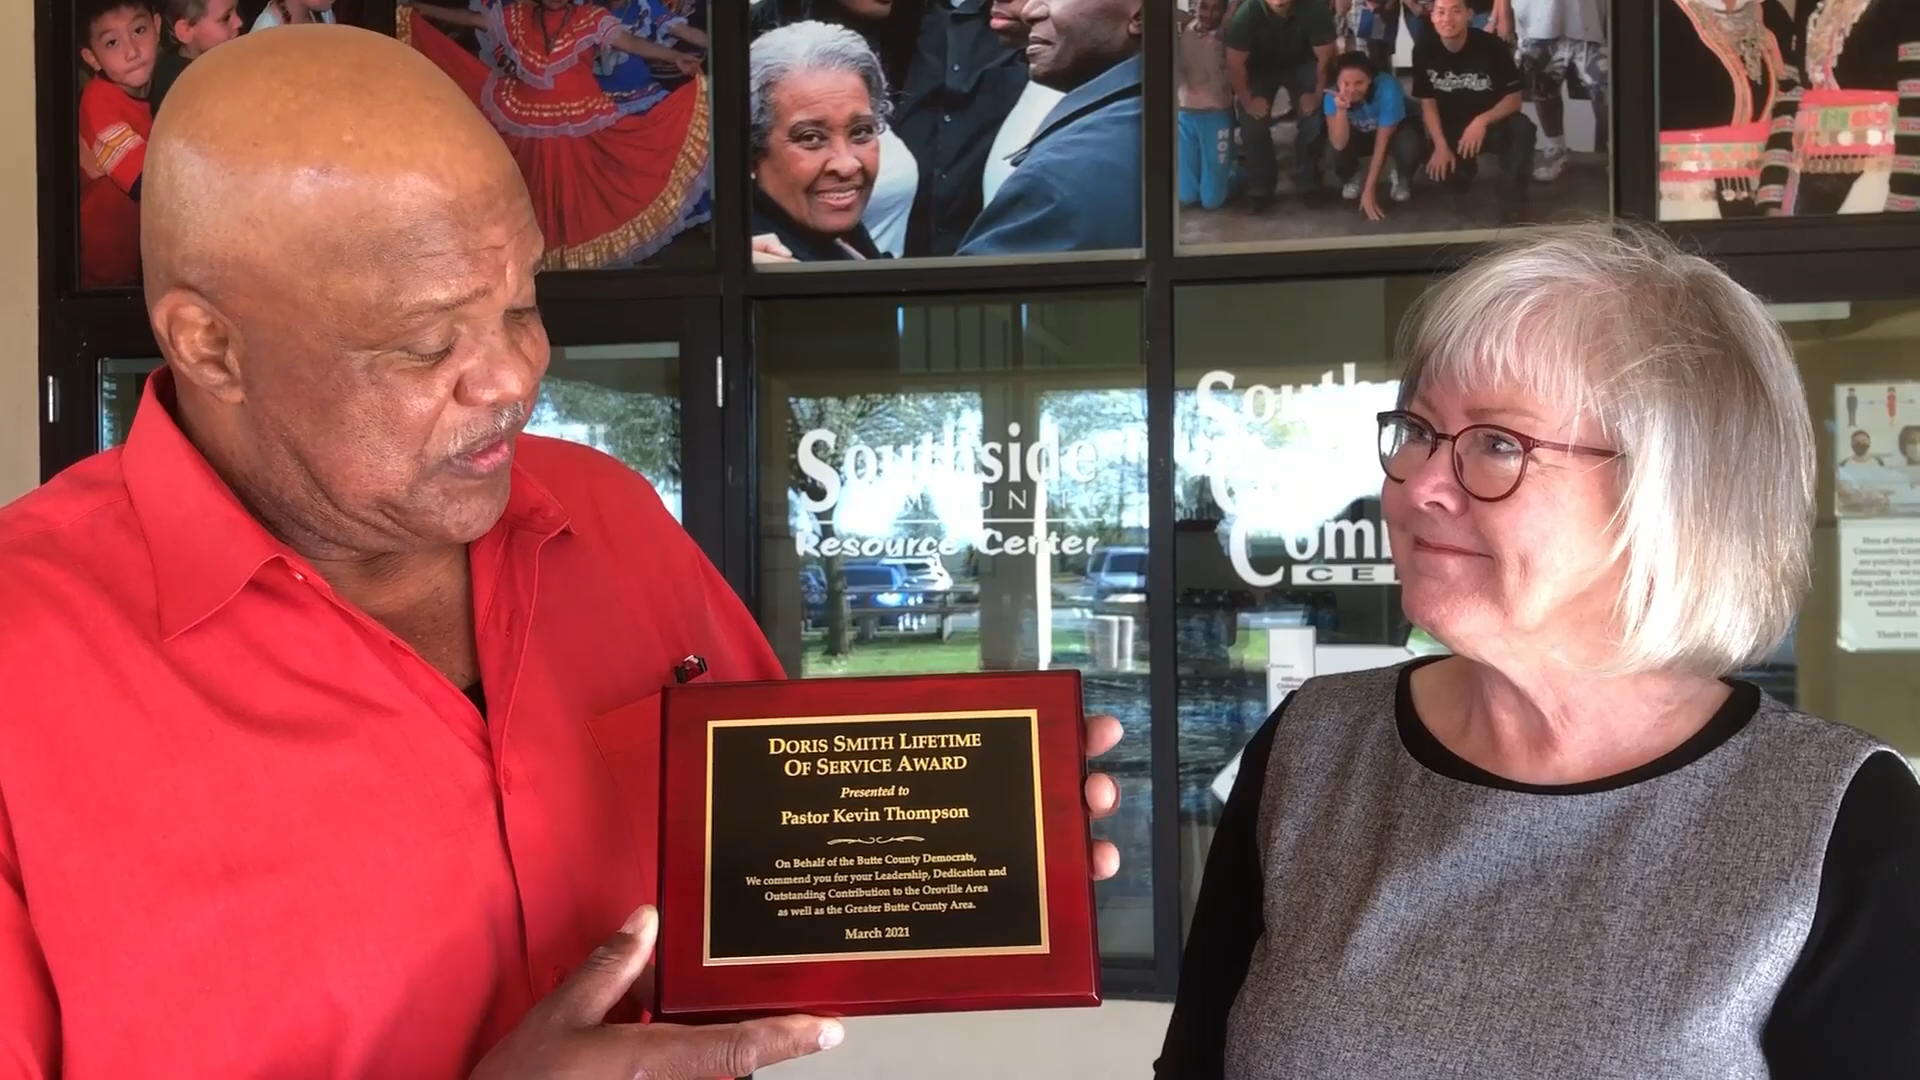 Southside
Resource Center
DORIS SMITH LIFETIME
OF SERVICE AWARD
Presented to
Pastor Kevin Thompson
On Behalf of the Butte County Democrats,
We commend you for your Leadership, Dedication and
Outstanding Contribution to the Oroville Area
as well as the Greater Butte County Area.
March 2021
Thank you